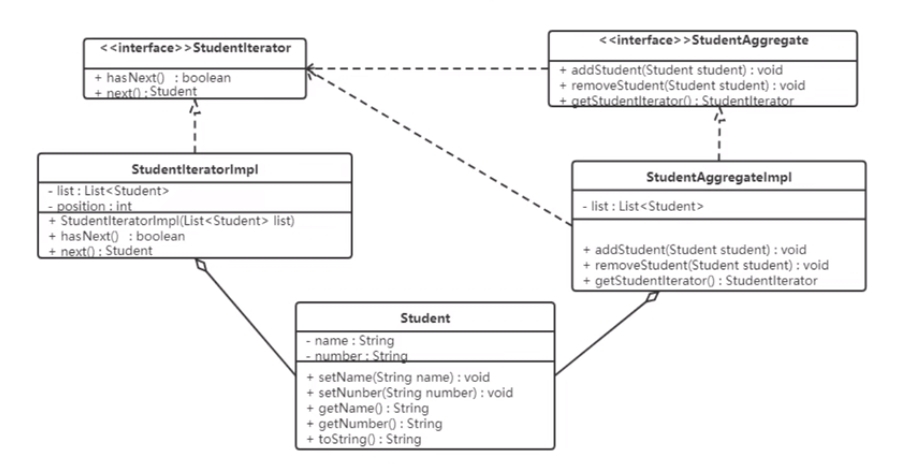 <<interface>>StudentIterator
+ hasNext() : boolean
+ next() : Student
<<interface>>StudentAggregate
+ addStudent(Student student) : void
+ removeStudent(Student student) : void
+ getStudentIterator() : StudentIterator
StudentIteratorImpl
- list : List<Student>
- position : int
+ StudentIteratorImpl(List<Student> list)
+ hasNext() : boolean
+ next() : Student
StudentAggregateImpl
- list : List<Student>
+ addStudent(Student student) : void
+ removeStudent(Student student) : void
+ getStudentIterator() : StudentIterator
Student
- name : String
- number : String
+ setName(String name) : void
+ setNunber(String number) : void
+ getName() : String
+ getNumber() : String
+ toString() : String